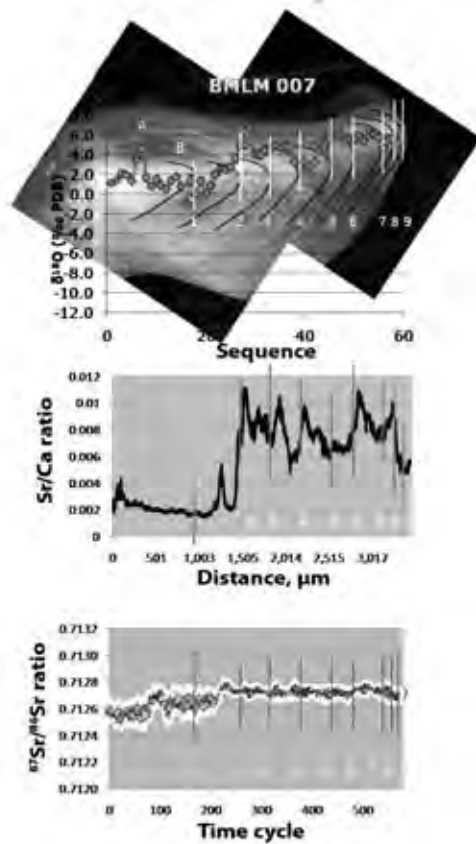 BMLM 007
A
B
δ¹⁸O (‰ PDB)
6.0
4.0
2.0
0.0
-2.0
-4.0
-6.0
-8.0
-10.0
-12.0
1 2 3 4 5 6 7 8 9
0 20 40 60
Sequence
Sr/Ca ratio
0.012
0.01
0.008
0.006
0.004
0.002
0
0 501 1,003 1,505 2,014 2,515 3,017
Distance, µm
⁸⁷Sr/⁸⁶Sr ratio
0.7132
0.7130
0.7128
0.7126
0.7124
0.7122
0.7120
0 100 200 300 400 500
Time cycle